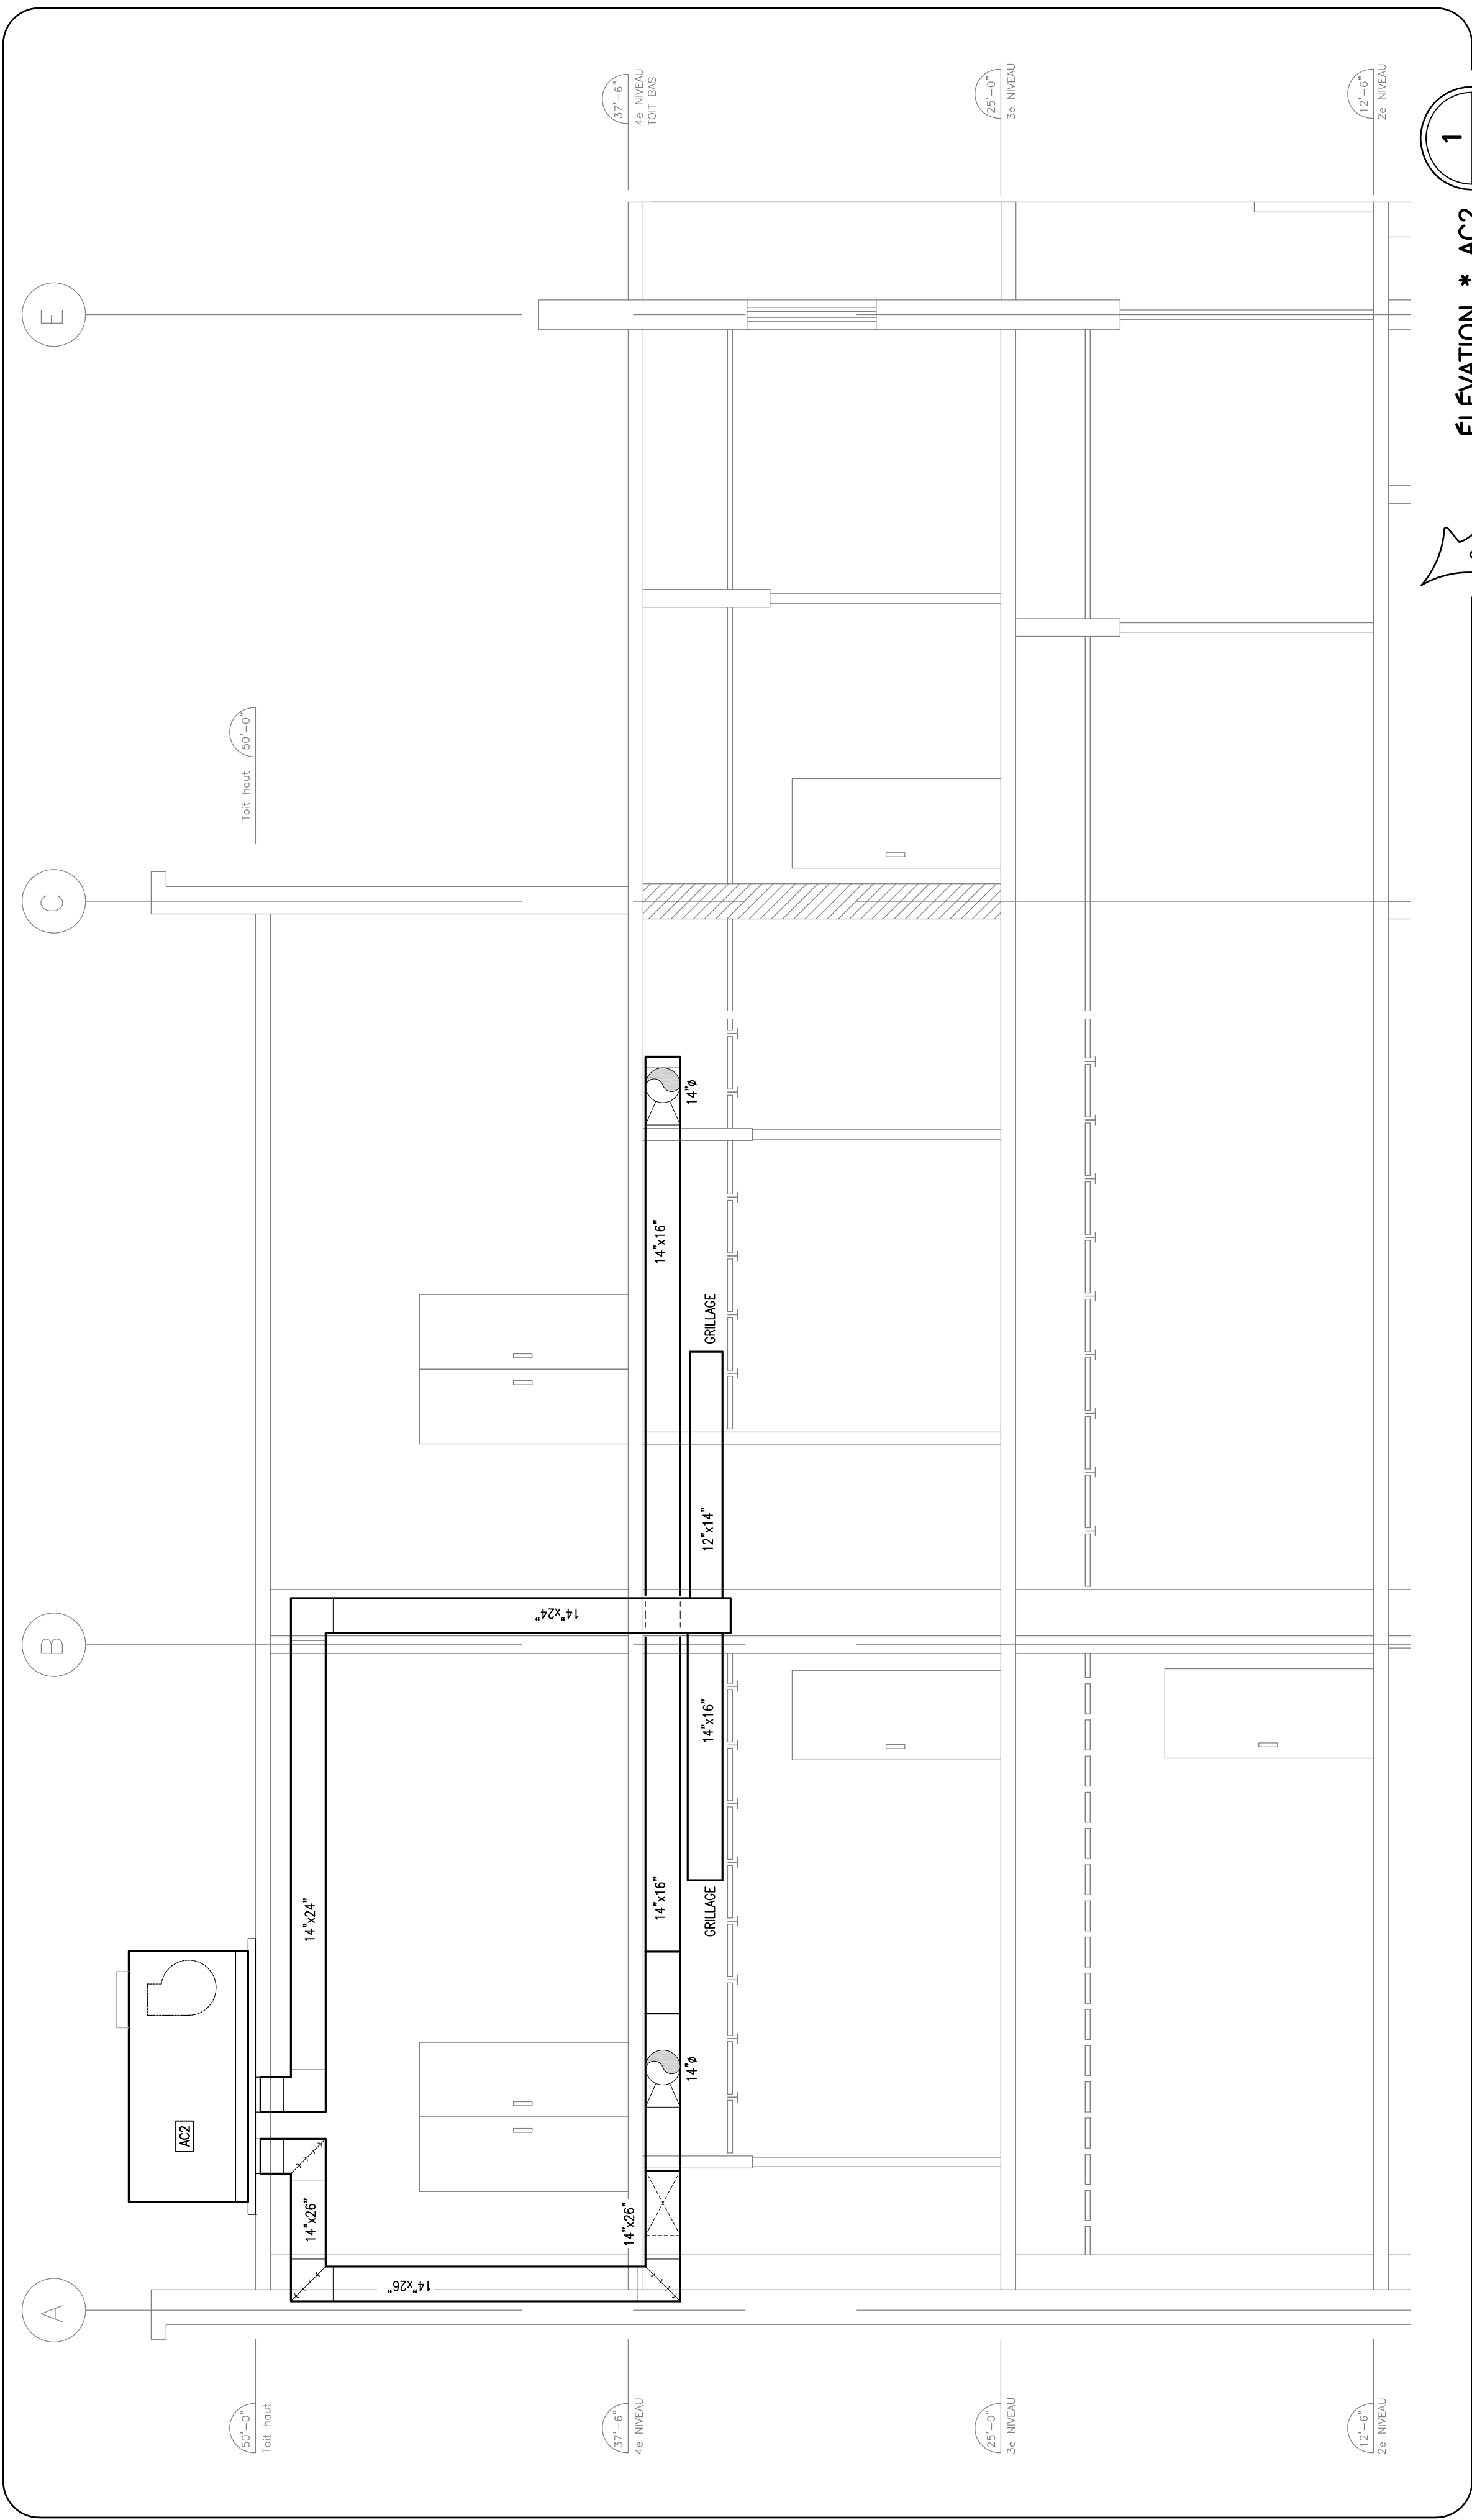 A
B
C
E
50'-0"
Toit haut
Toit haut
50'-0"
AC2
14"x26"
14"x24"
14"x26"
14"x24"
37'-6"
4e NIVEAU
14"x26"
14"x16"
14"x16"
37'-6"
4e NIVEAU
TOIT BAS
14"ø
14"ø
GRILLAGE
14"x16"
12"x14"
GRILLAGE
25'-0"
3e NIVEAU
25'-0"
3e NIVEAU
12'-6"
2e NIVEAU
12'-6"
2e NIVEAU
ÉLÉVATION * AC2
1